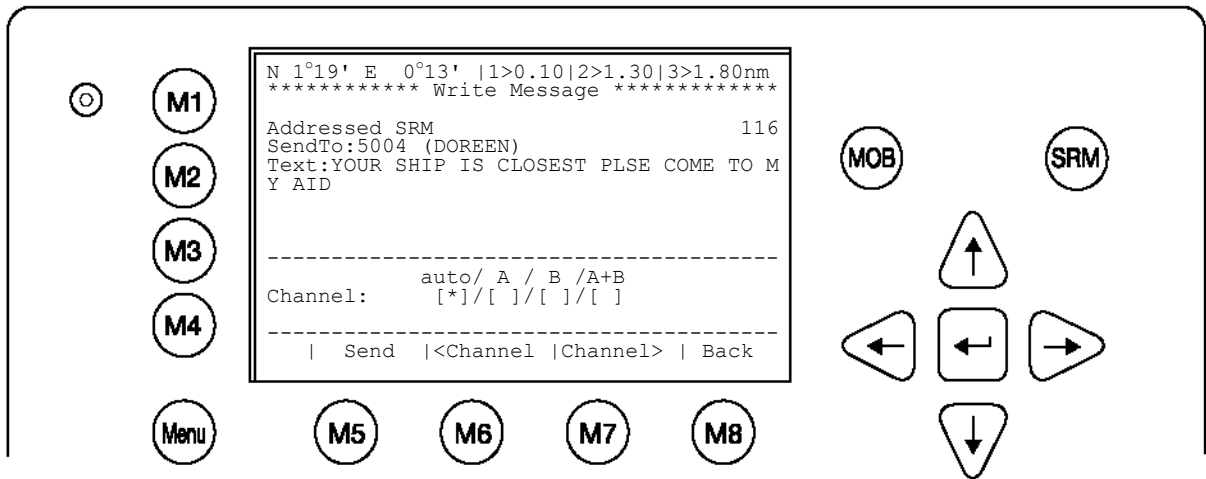 N 1°19' E  0°13' |1>0.10|2>1.30|3>1.80nm
************ Write Message *************
M1
Addressed SRM 116
SendTo:5004 (DOREEN)
Text:YOUR SHIP IS CLOSEST PLSE COME TO M
Y AID
M2
MOB
SRM
M3
----------------------------------------
auto/ A / B /A+B
Channel: [*]/[ ]/[ ]/[ ]
M4
----------------------------------------
| Send |<Channel |Channel> | Back
Menu
M5
M6
M7
M8